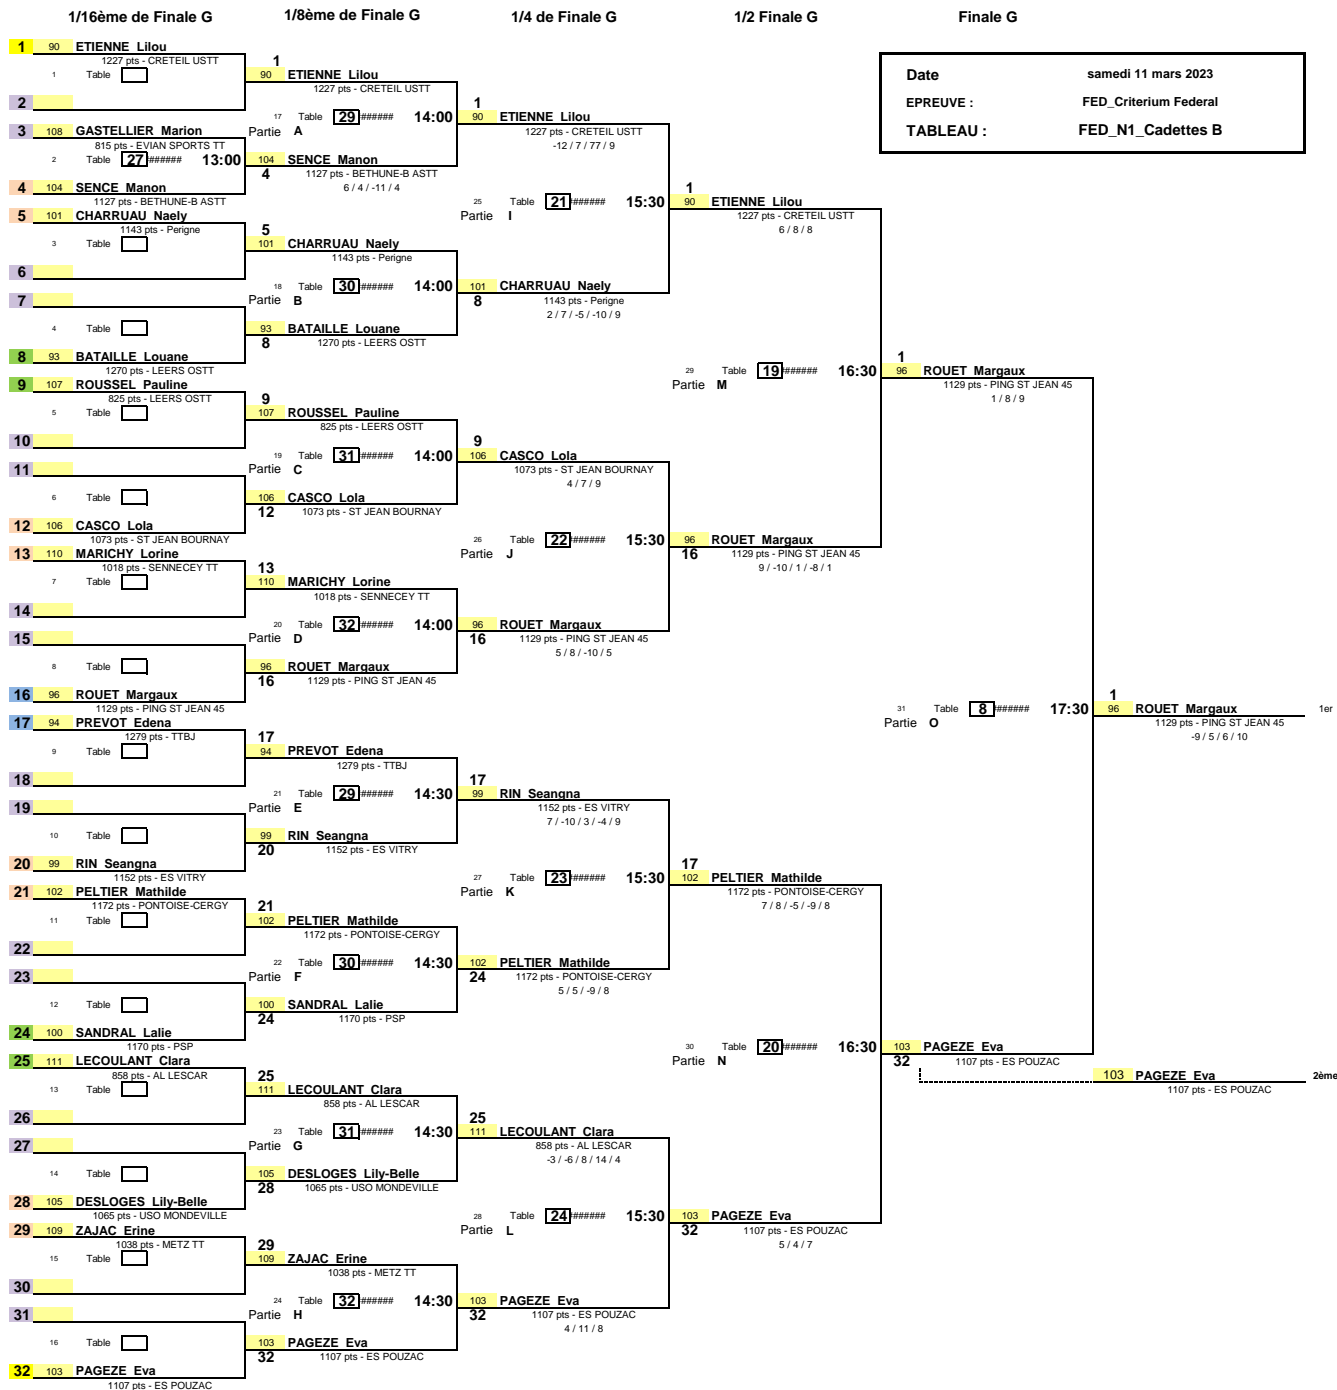 1/16ème de Finale G
1/8ème de Finale G
1/4 de Finale G
1/2 Finale G
Finale G
Date samedi 11 mars 2023
EPREUVE : FED_Criterium Federal
TABLEAU : FED_N1_Cadettes B
1 90 ETIENNE Lilou
1227 pts - CRETEIL USTT
1 Table
2
3 108 GASTELLIER Marion
815 pts - EVIAN SPORTS TT
2 Table 27 ###### 13:00
4 104 SENCE Manon
1127 pts - BETHUNE-B ASTT
5 101 CHARRUAU Naely
1143 pts - Perigne
3 Table
6
7
4 Table
8 93 BATAILLE Louane
1270 pts - LEERS OSTT
9 107 ROUSSEL Pauline
825 pts - LEERS OSTT
5 Table
10
11
6 Table
12 106 CASCO Lola
1073 pts - ST JEAN BOURNAY
13 110 MARICHY Lorine
1018 pts - SENNECEY TT
7 Table
14
15
8 Table
16 96 ROUET Margaux
1129 pts - PING ST JEAN 45
17 94 PREVOT Edena
1279 pts - TTBJ
9 Table
18
19
10 Table
20 99 RIN Seangna
1152 pts - ES VITRY
21 102 PELTIER Mathilde
1172 pts - PONTOISE-CERGY
11 Table
22
23
12 Table
24 100 SANDRAL Lalie
1170 pts - PSP
25 111 LECOULANT Clara
858 pts - AL LESCAR
13 Table
26
27
14 Table
28 105 DESLOGES Lily-Belle
1065 pts - USO MONDEVILLE
29 109 ZAJAC Erine
1038 pts - METZ TT
15 Table
30
31
16 Table
32 103 PAGEZE Eva
1107 pts - ES POUZAC
1
90 ETIENNE Lilou
1227 pts - CRETEIL USTT
17 Table 29 ###### 14:00
Partie A
104 SENCE Manon
4 1127 pts - BETHUNE-B ASTT
6 / 4 / -11 / 4
5
101 CHARRUAU Naely
1143 pts - Perigne
18 Table 30 ###### 14:00
Partie B
93 BATAILLE Louane
8 1270 pts - LEERS OSTT
9
107 ROUSSEL Pauline
825 pts - LEERS OSTT
19 Table 31 ###### 14:00
Partie C
106 CASCO Lola
12 1073 pts - ST JEAN BOURNAY
13
110 MARICHY Lorine
1018 pts - SENNECEY TT
20 Table 32 ###### 14:00
Partie D
96 ROUET Margaux
16 1129 pts - PING ST JEAN 45
17
94 PREVOT Edena
1279 pts - TTBJ
21 Table 29 ###### 14:30
Partie E
99 RIN Seangna
20 1152 pts - ES VITRY
21
102 PELTIER Mathilde
1172 pts - PONTOISE-CERGY
22 Table 30 ###### 14:30
Partie F
100 SANDRAL Lalie
24 1170 pts - PSP
25
111 LECOULANT Clara
858 pts - AL LESCAR
23 Table 31 ###### 14:30
Partie G
105 DESLOGES Lily-Belle
28 1065 pts - USO MONDEVILLE
29
109 ZAJAC Erine
1038 pts - METZ TT
24 Table 32 ###### 14:30
Partie H
103 PAGEZE Eva
32 1107 pts - ES POUZAC
1
90 ETIENNE Lilou
1227 pts - CRETEIL USTT
-12 / 7 / 77 / 9
25 Table 21 ###### 15:30
Partie I
101 CHARRUAU Naely
8 1143 pts - Perigne
2 / 7 / -5 / -10 / 9
9
106 CASCO Lola
1073 pts - ST JEAN BOURNAY
4 / 7 / 9
26 Table 22 ###### 15:30
Partie J
96 ROUET Margaux
16 1129 pts - PING ST JEAN 45
5 / 8 / -10 / 5
17
99 RIN Seangna
1152 pts - ES VITRY
7 / -10 / 3 / -4 / 9
27 Table 23 ###### 15:30
Partie K
102 PELTIER Mathilde
24 1172 pts - PONTOISE-CERGY
5 / 5 / -9 / 8
25
111 LECOULANT Clara
858 pts - AL LESCAR
-3 / -6 / 8 / 14 / 4
28 Table 24 ###### 15:30
Partie L
103 PAGEZE Eva
32 1107 pts - ES POUZAC
4 / 11 / 8
1
90 ETIENNE Lilou
1227 pts - CRETEIL USTT
6 / 8 / 8
29 Table 19 ###### 16:30
Partie M
96 ROUET Margaux
16 1129 pts - PING ST JEAN 45
9 / -10 / 1 / -8 / 1
17
102 PELTIER Mathilde
1172 pts - PONTOISE-CERGY
7 / 8 / -5 / -9 / 8
30 Table 20 ###### 16:30
Partie N
103 PAGEZE Eva
32 1107 pts - ES POUZAC
5 / 4 / 7
1
96 ROUET Margaux
1129 pts - PING ST JEAN 45
1 / 8 / 9
31 Table 8 ###### 17:30
Partie O
103 PAGEZE Eva
32 1107 pts - ES POUZAC
1
96 ROUET Margaux 1er
1129 pts - PING ST JEAN 45
-9 / 5 / 6 / 10
103 PAGEZE Eva 2ème
1107 pts - ES POUZAC